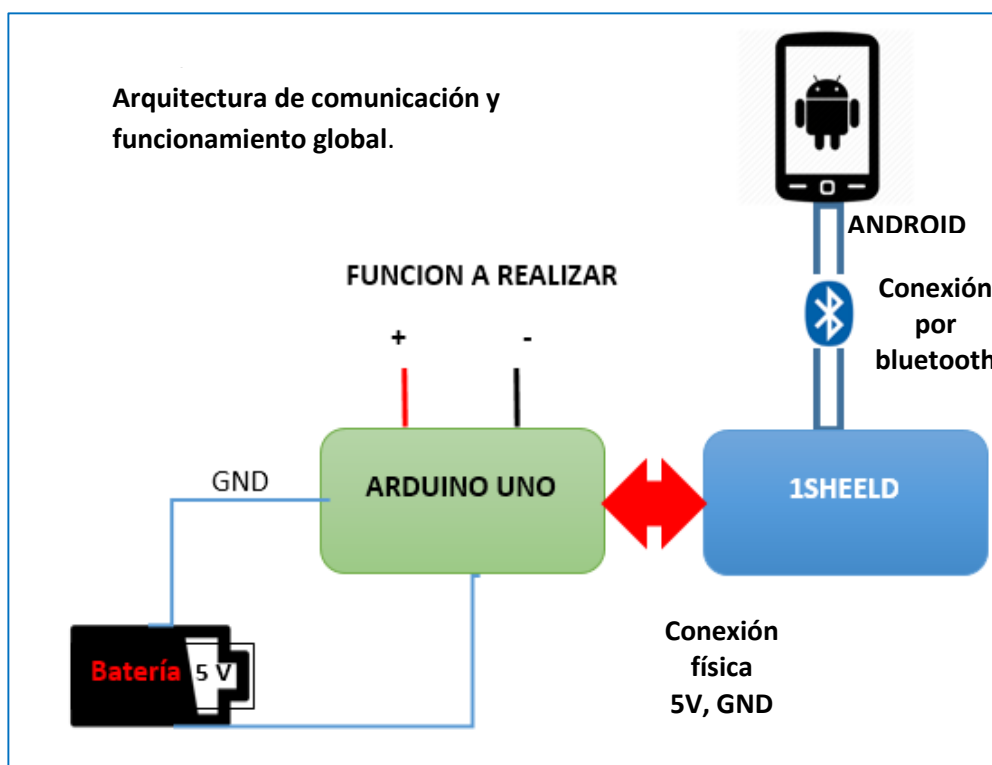 Arquitectura de comunicación y
funcionamiento global.
ANDROID
FUNCION A REALIZAR
+ -
Conexión
por
bluetooth
GND
ARDUINO UNO
1SHEELD
Batería 5 V
Conexión
física
5V, GND